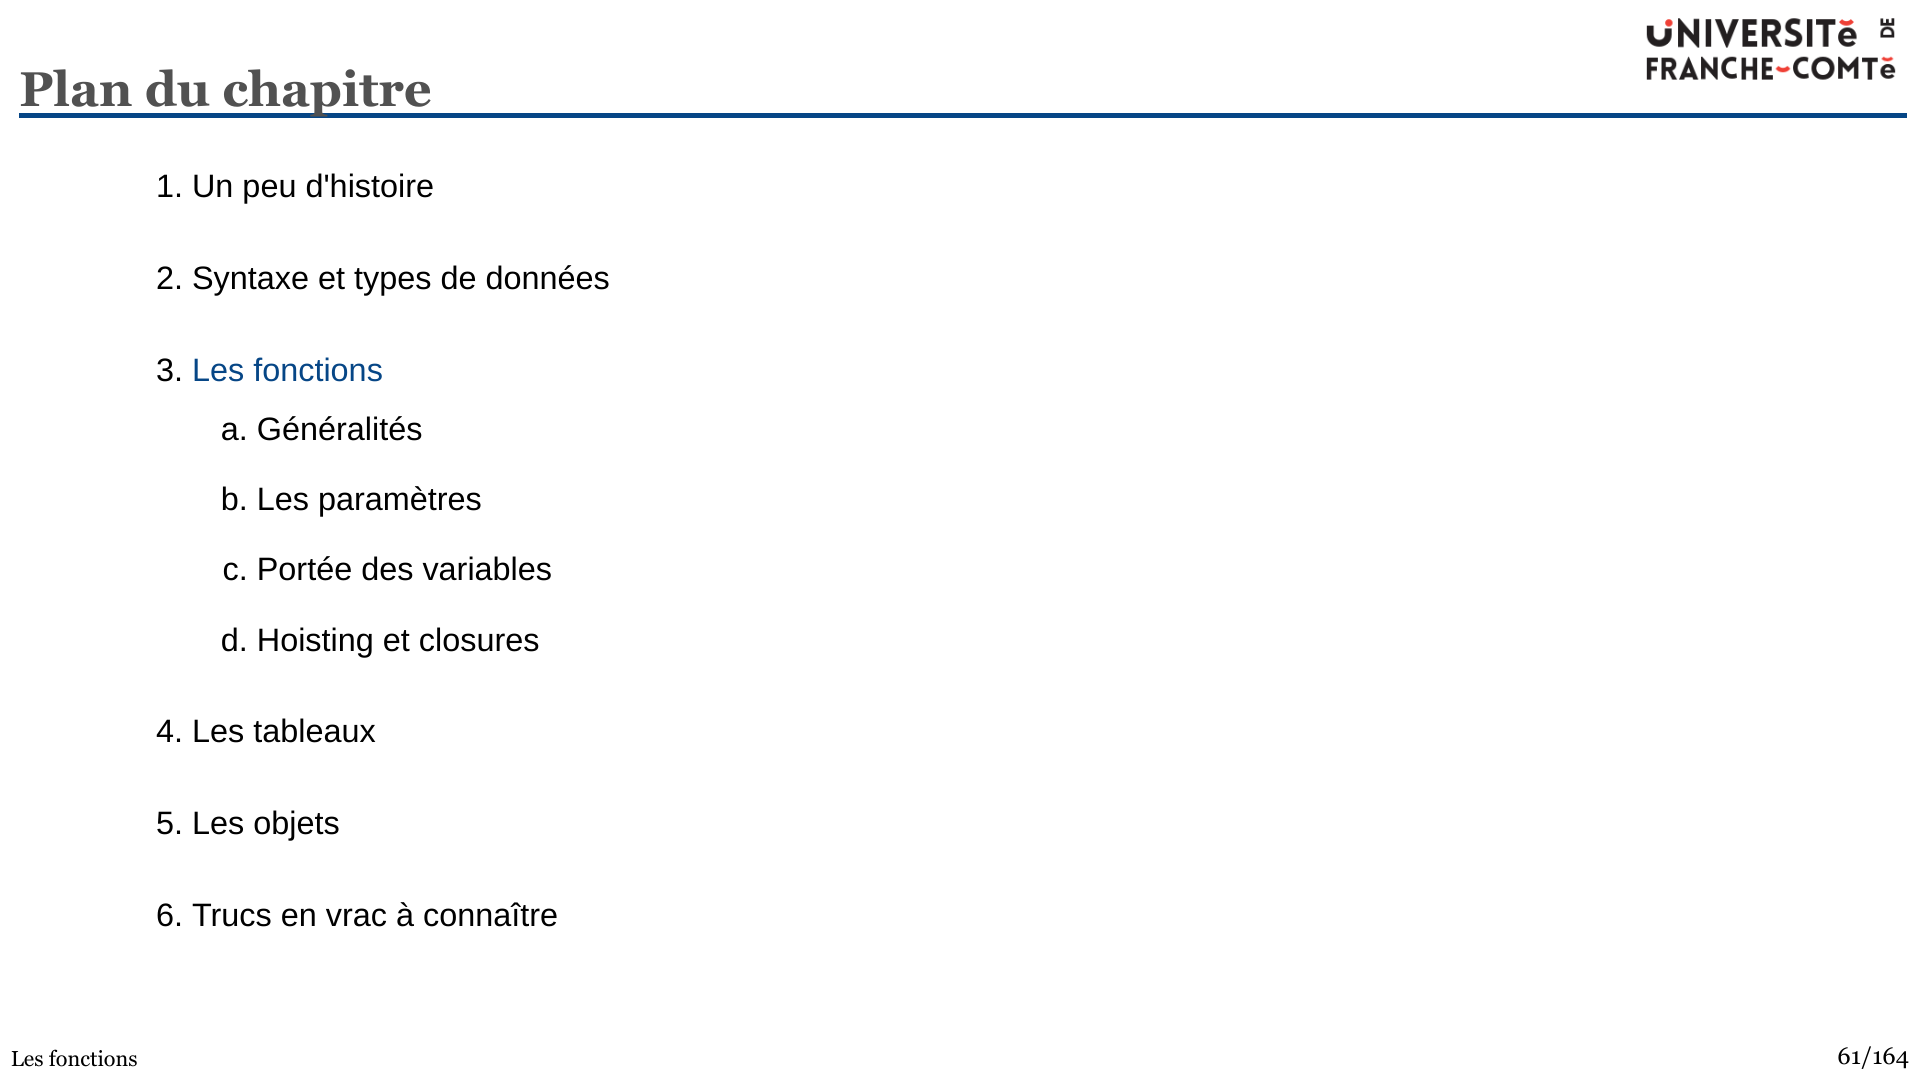 UNIVERSITĕ DE
FRANCHE-COMTĕ
Plan du chapitre
1. Un peu d'histoire
2. Syntaxe et types de données
3. Les fonctions
a. Généralités
b. Les paramètres
c. Portée des variables
d. Hoisting et closures
4. Les tableaux
5. Les objets
6. Trucs en vrac à connaître
Les fonctions
61/164